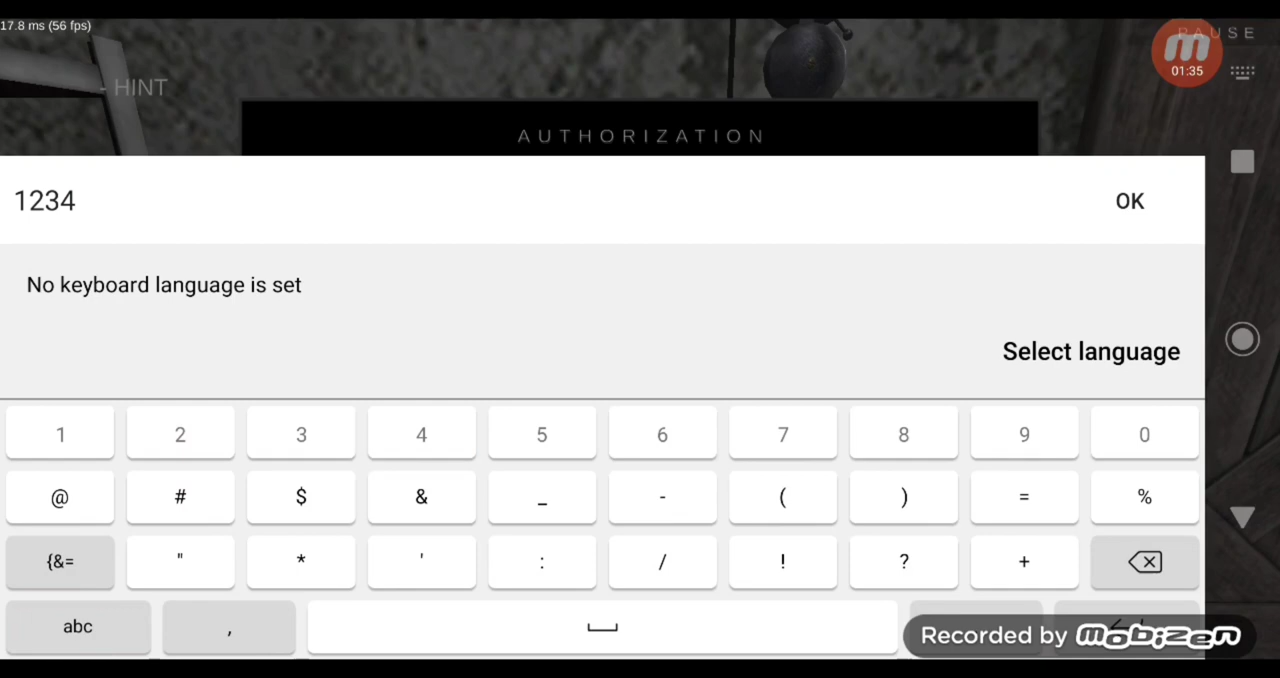 17.8 ms (56 fps)
PAUSE
01:35
- HINT
AUTHORIZATION
1234
OK
No keyboard language is set
Select language
1 2 3 4 5 6 7 8 9 0
@ # $ & _ - ( ) = %
{&= " * ' : / ! ? +
abc ,
Recorded by mobizen